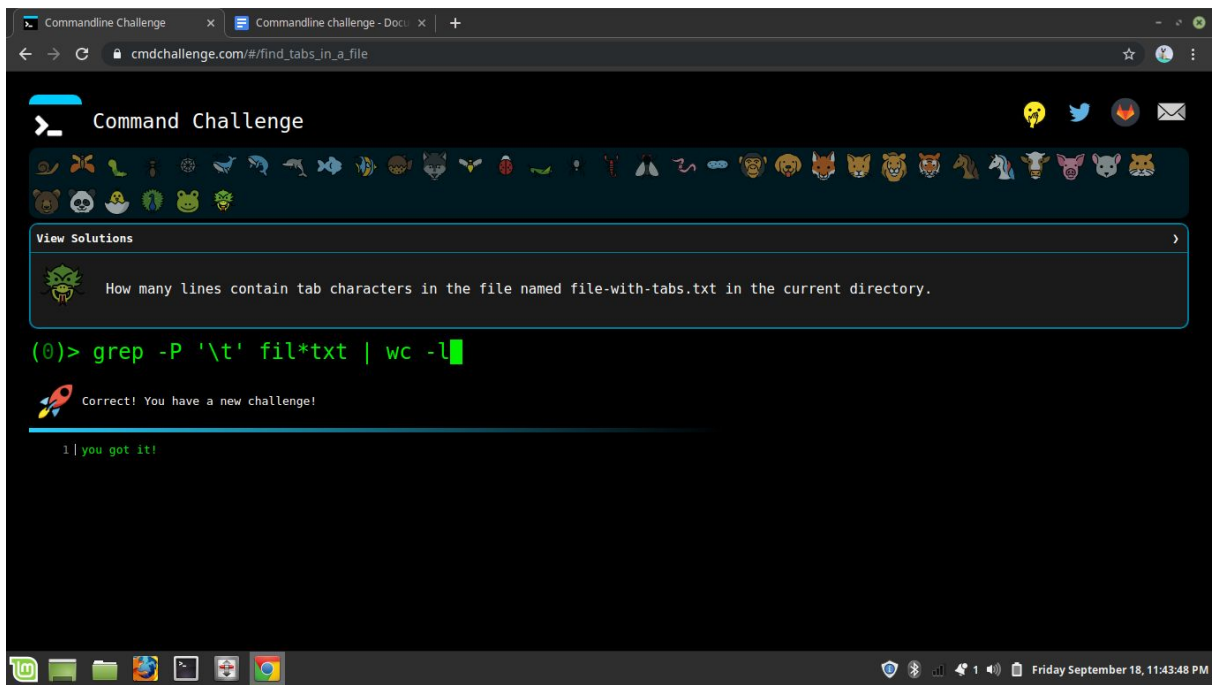 Commandline Challenge
Commandline challenge - Docu
cmdchallenge.com/#/find_tabs_in_a_file
Command Challenge
View Solutions
How many lines contain tab characters in the file named file-with-tabs.txt in the current directory.
(0)> grep -P '\t' fil*txt | wc -l
Correct! You have a new challenge!
1 | you got it!
1 Friday September 18, 11:43:48 PM